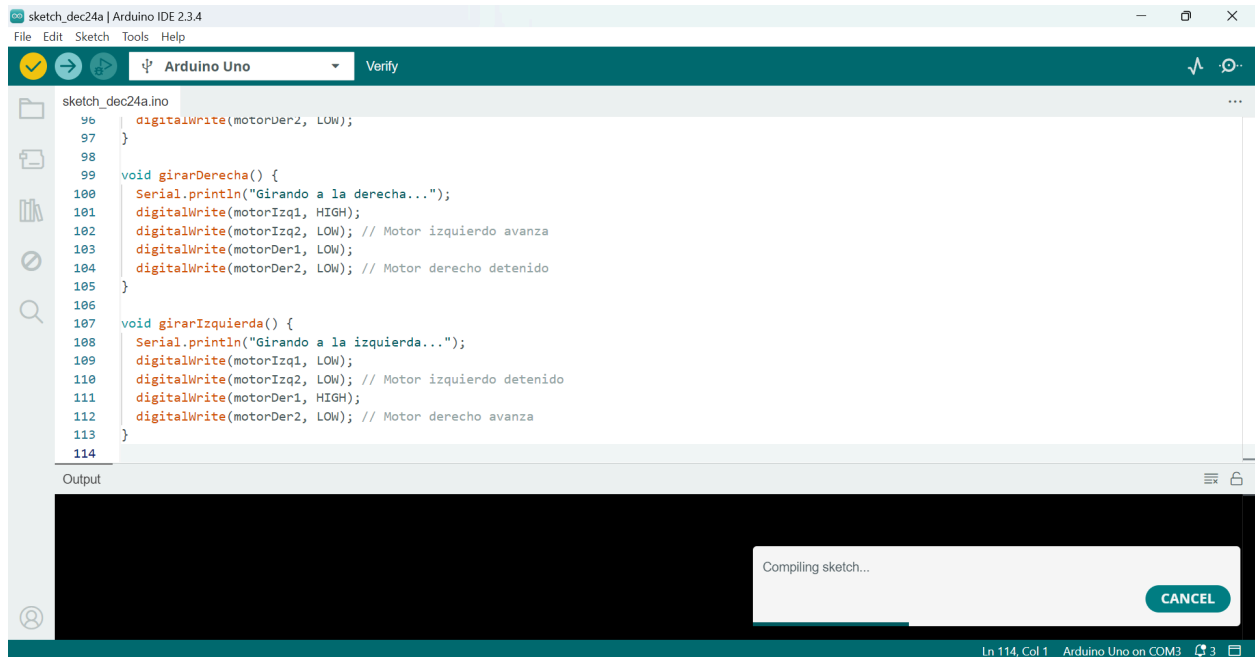 sketch_dec24a | Arduino IDE 2.3.4
File Edit Sketch Tools Help
Arduino Uno
Verify
sketch_dec24a.ino
96 digitalWrite(motorDer2, LOW);
97 }
98
99 void girarDerecha() {
100 Serial.println("Girando a la derecha...");
101 digitalWrite(motorIzq1, HIGH);
102 digitalWrite(motorIzq2, LOW); // Motor izquierdo avanza
103 digitalWrite(motorDer1, LOW);
104 digitalWrite(motorDer2, LOW); // Motor derecho detenido
105 }
106
107 void girarIzquierda() {
108 Serial.println("Girando a la izquierda...");
109 digitalWrite(motorIzq1, LOW);
110 digitalWrite(motorIzq2, LOW); // Motor izquierdo detenido
111 digitalWrite(motorDer1, HIGH);
112 digitalWrite(motorDer2, LOW); // Motor derecho avanza
113 }
114
Output
Compiling sketch...
CANCEL
Ln 114, Col 1 Arduino Uno on COM3 3